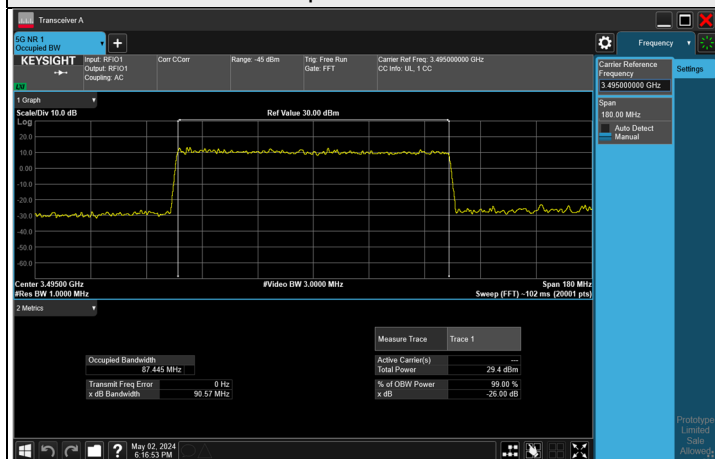 Transceiver A
5G NR 1
Occupied BW
Frequency
KEYSIGHT
LXI
Input: RFIO1
Output: RFIO1
Coupling: AC
Corr CCorr
Range: -45 dBm
Trig: Free Run
Gate: FFT
Carrier Ref Freq: 3.495000000 GHz
CC Info: UL, 1 CC
Carrier Reference
Frequency
3.495000000 GHz
Settings
Span
180.00 MHz
Auto Detect
Manual
1 Graph
Scale/Div 10.0 dB
Ref Value 30.00 dBm
Log
20.0
10.0
0.00
-10.0
-20.0
-30.0
-40.0
-50.0
-60.0
Center 3.49500 GHz
#Video BW 3.0000 MHz
Span 180 MHz
#Res BW 1.0000 MHz
Sweep (FFT) ~102 ms (20001 pts)
2 Metrics
Measure Trace
Trace 1
Occupied Bandwidth
87.445 MHz
Active Carrier(s)
---
Total Power
29.4 dBm
Transmit Freq Error
0 Hz
% of OBW Power
99.00 %
x dB Bandwidth
90.57 MHz
x dB
-26.00 dB
Prototype
Limited
Sale
Allowed
?
May 02, 2024
6:16:53 PM